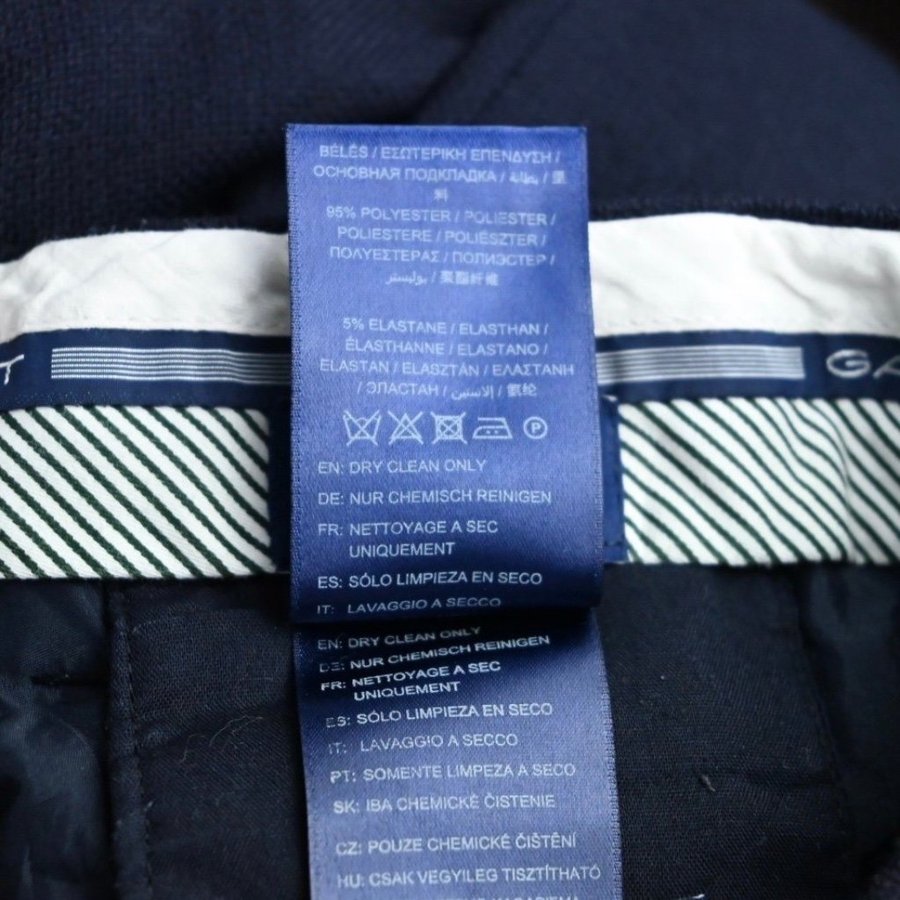 BÉLÉS / ΕΣΩΤΕΡΙΚΗ ΕΠΕΝΔΥΣΗ /
ОСНОВНАЯ ПОДКЛАДКА / بطانة / 里
料
95% POLYESTER / POLIESTER /
POLIESTERE / POLIÉSZTER /
ΠΟΛΥΕΣΤΕΡΑΣ / ПОЛИЭСТЕР /
بوليستر / 聚酯纤维
5% ELASTANE / ELASTHAN /
ÉLASTHANNE / ELASTANO /
ELASTAN / ELASZTÁN / ΕΛΑΣΤΑΝΗ
/ ЭЛАСТАН / الاستين / 氨纶
T GA
P
EN: DRY CLEAN ONLY
DE: NUR CHEMISCH REINIGEN
FR: NETTOYAGE A SEC
UNIQUEMENT
ES: SÓLO LIMPIEZA EN SECO
IT: LAVAGGIO A SECCO
EN: DRY CLEAN ONLY
DE: NUR CHEMISCH REINIGEN
FR: NETTOYAGE A SEC
UNIQUEMENT
ES: SÓLO LIMPIEZA EN SECO
IT: LAVAGGIO A SECCO
PT: SOMENTE LIMPEZA A SECO
SK: IBA CHEMICKÉ ČISTENIE
CZ: POUZE CHEMICKÉ ČIŠTĚNÍ
HU: CSAK VEGYILEG TISZTÍTHATÓ